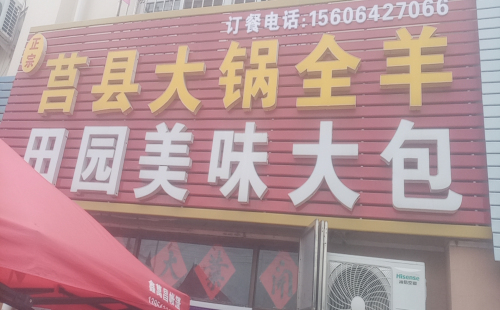 订餐电话:15606427066
正宗
莒县大锅全羊
田园美味大包
Hisense